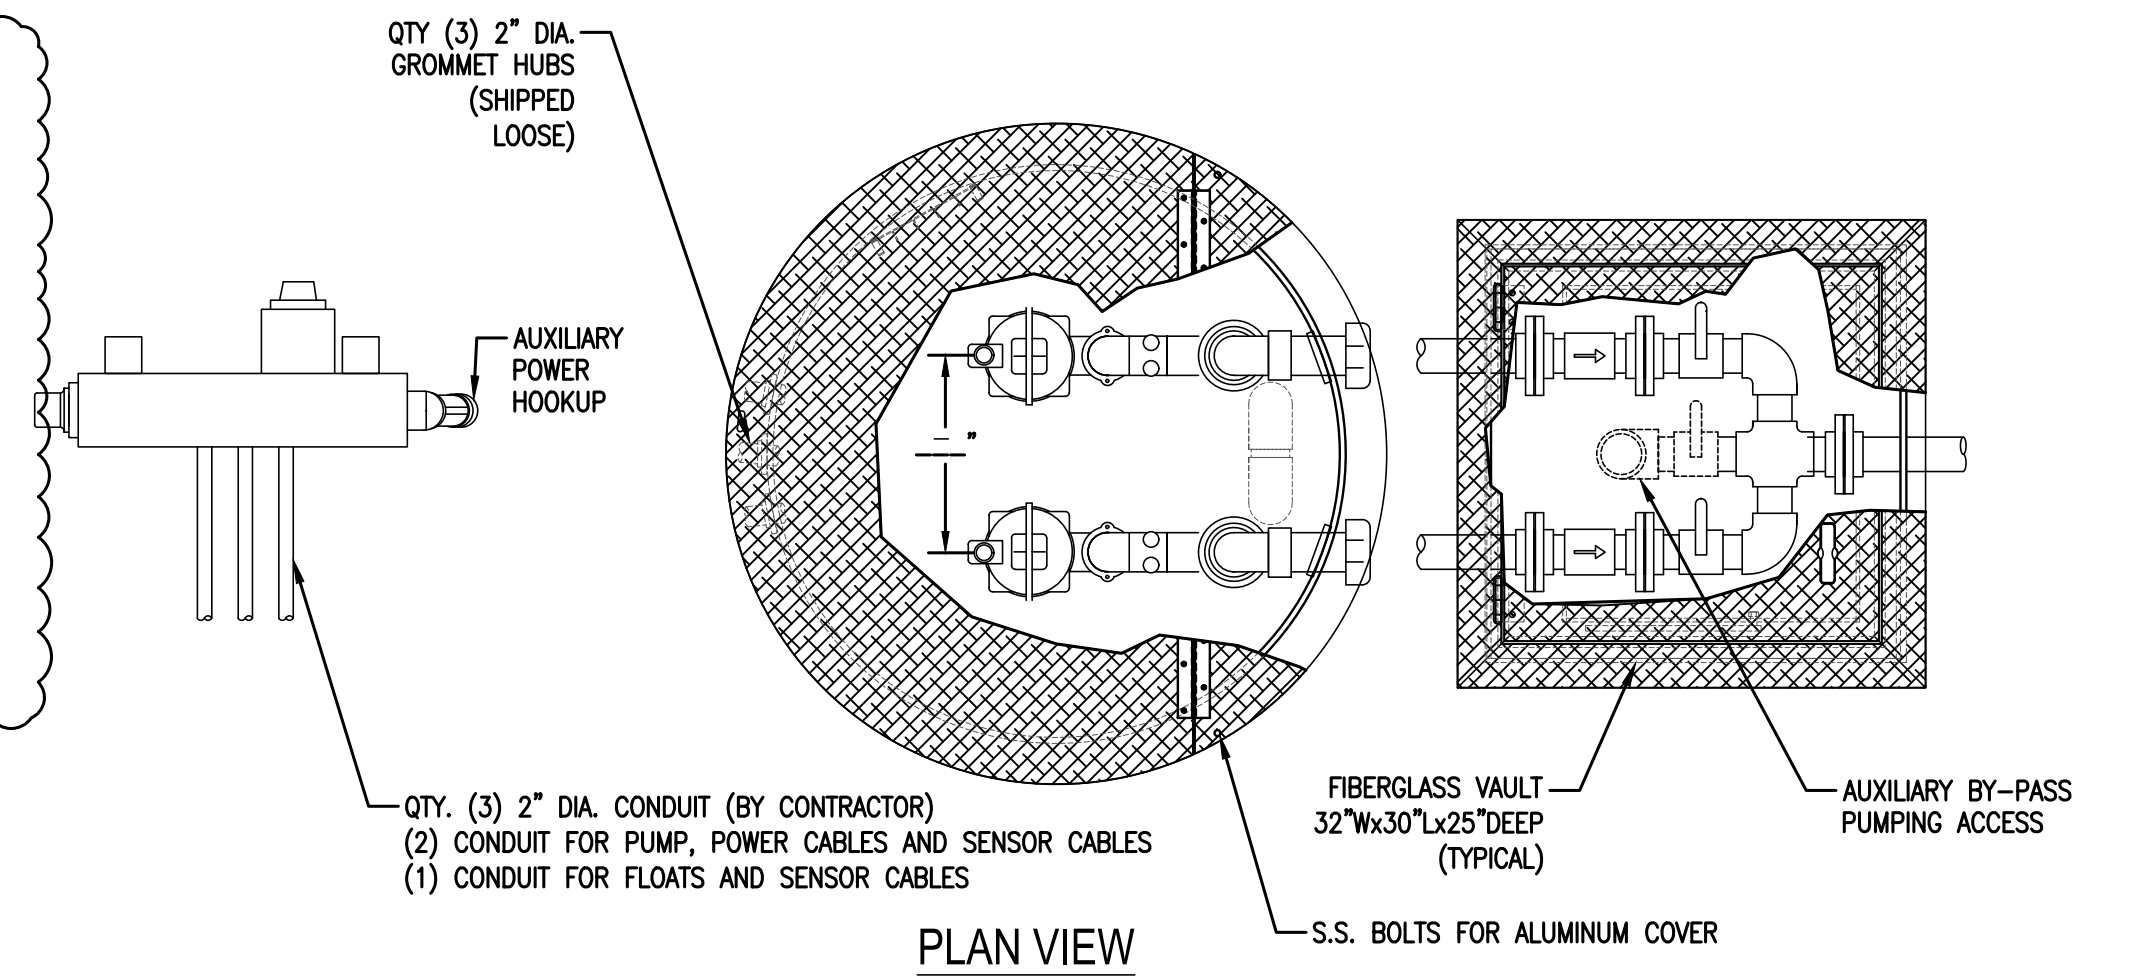 QTY (3) 2" DIA.
GROMMET HUBS
(SHIPPED
LOOSE)
AUXILIARY
POWER
HOOKUP
QTY. (3) 2" DIA. CONDUIT (BY CONTRACTOR)
(2) CONDUIT FOR PUMP, POWER CABLES AND SENSOR CABLES
(1) CONDUIT FOR FLOATS AND SENSOR CABLES
FIBERGLASS VAULT
32"Wx30"Lx25"DEEP
(TYPICAL)
AUXILIARY BY-PASS
PUMPING ACCESS
S.S. BOLTS FOR ALUMINUM COVER
PLAN VIEW